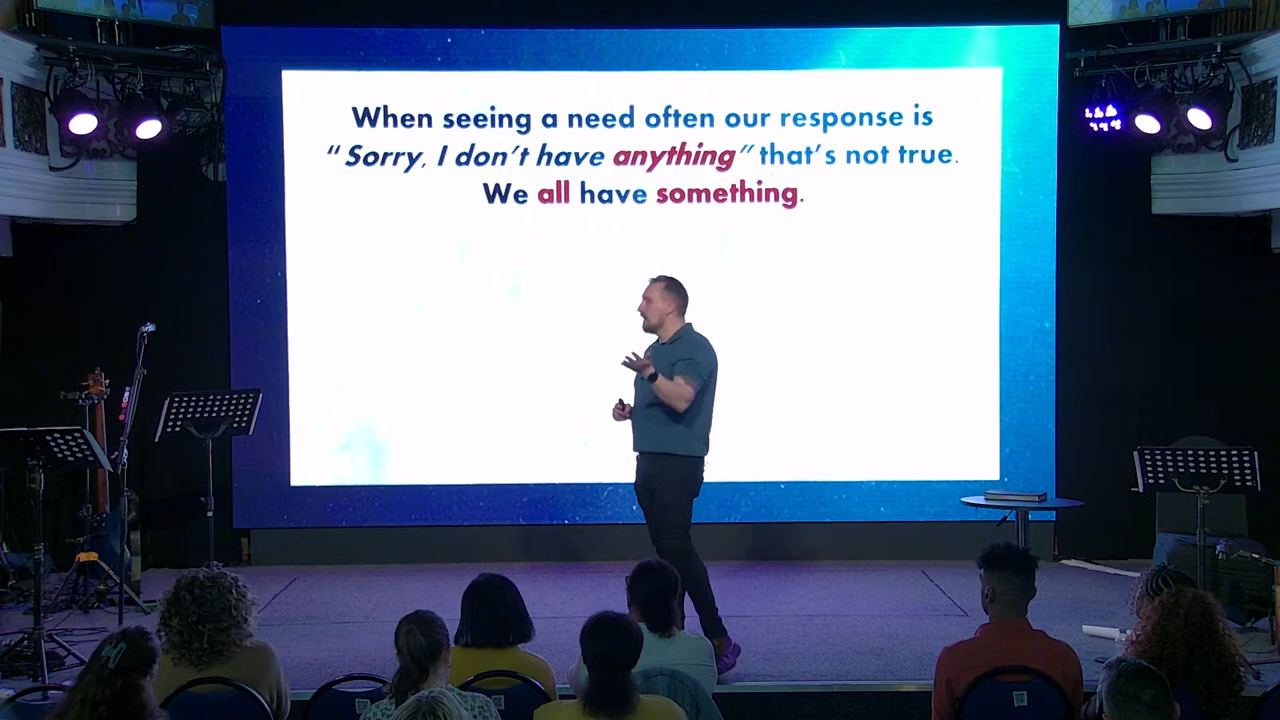 When seeing a need often our response is
“Sorry, I don’t have anything” that’s not true.
We all have something.